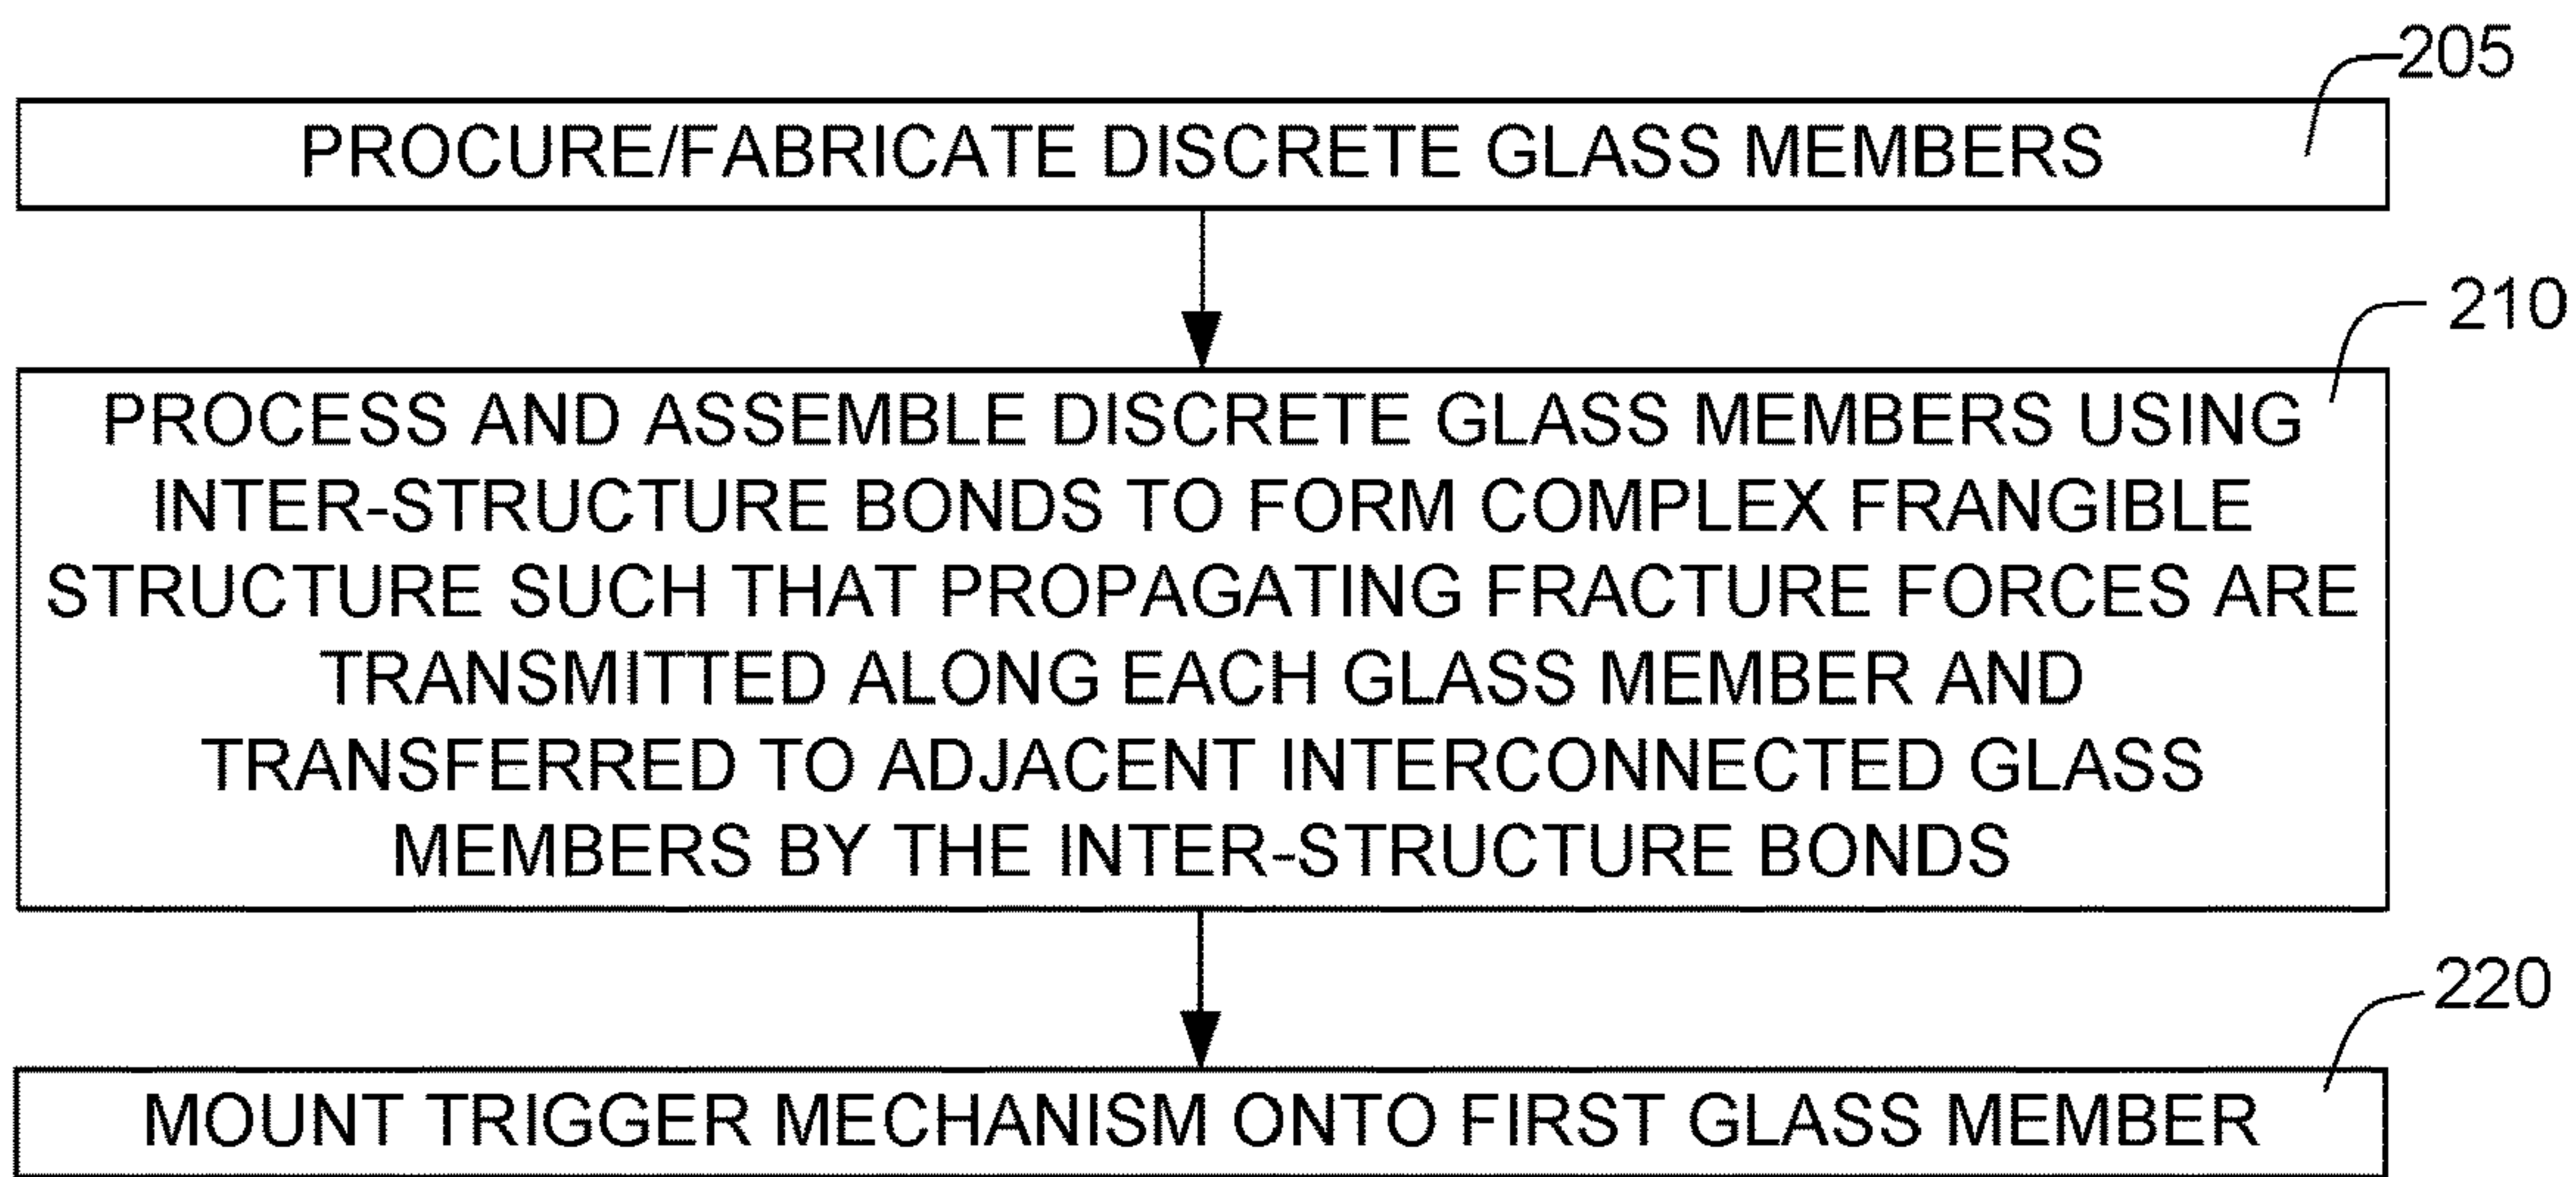 205
PROCURE/FABRICATE DISCRETE GLASS MEMBERS
210
PROCESS AND ASSEMBLE DISCRETE GLASS MEMBERS USING
INTER-STRUCTURE BONDS TO FORM COMPLEX FRANGIBLE
STRUCTURE SUCH THAT PROPAGATING FRACTURE FORCES ARE
TRANSMITTED ALONG EACH GLASS MEMBER AND
TRANSFERRED TO ADJACENT INTERCONNECTED GLASS
MEMBERS BY THE INTER-STRUCTURE BONDS
220
MOUNT TRIGGER MECHANISM ONTO FIRST GLASS MEMBER